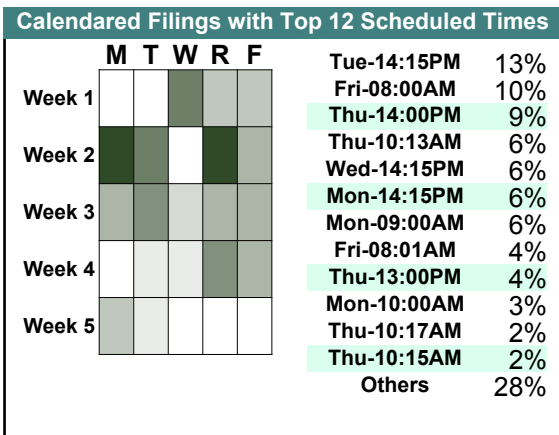 Calendared Filings with Top 12 Scheduled Times
M T W R F
Week 1
Week 2
Week 3
Week 4
Week 5
Tue-14:15PM 13%
Fri-08:00AM 10%
Thu-14:00PM 9%
Thu-10:13AM 6%
Wed-14:15PM 6%
Mon-14:15PM 6%
Mon-09:00AM 6%
Fri-08:01AM 4%
Thu-13:00PM 4%
Mon-10:00AM 3%
Thu-10:17AM 2%
Thu-10:15AM 2%
Others 28%